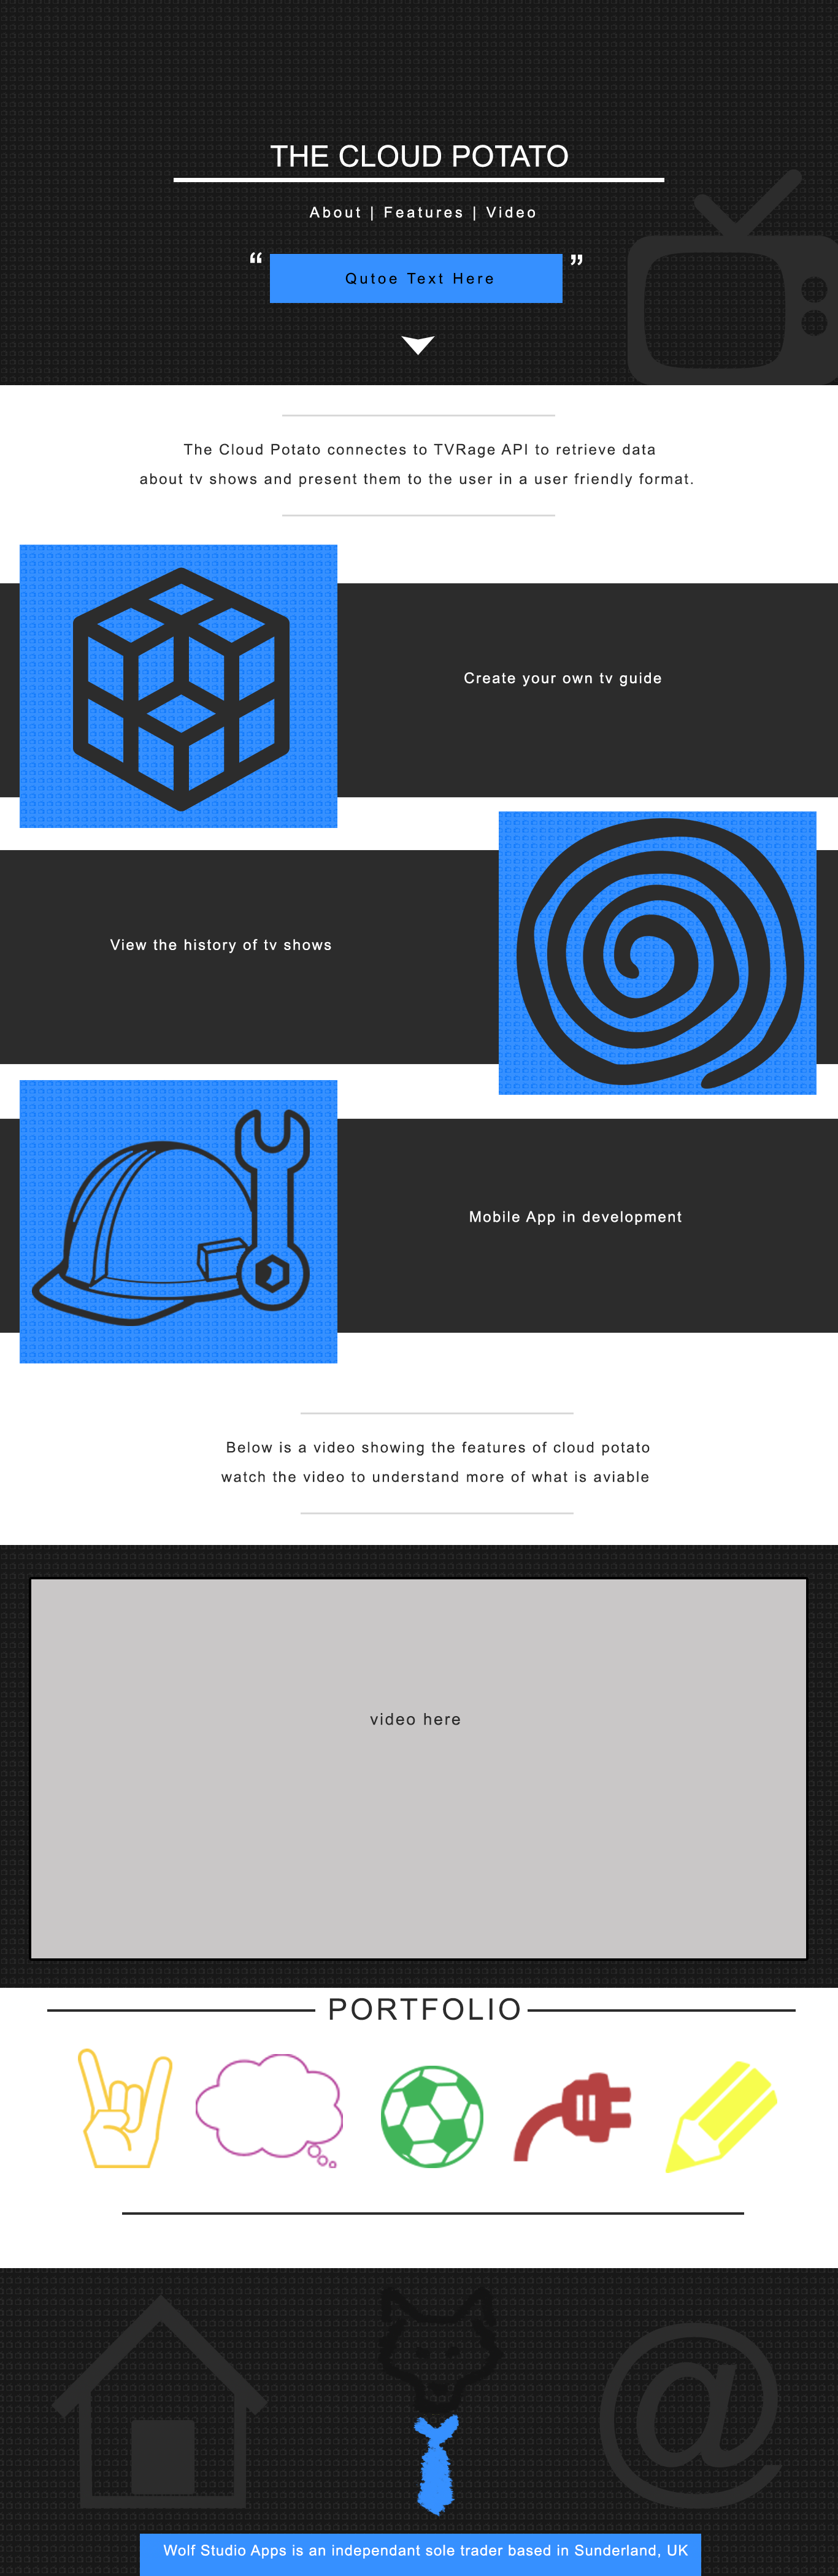 THE CLOUD POTATO
About | Features | Video
“ Qutoe Text Here ”
The Cloud Potato connectes to TVRage API to retrieve data
about tv shows and present them to the user in a user friendly format.
Create your own tv guide
View the history of tv shows
Mobile App in development
Below is a video showing the features of cloud potato
watch the video to understand more of what is aviable
video here
PORTFOLIO
@
Wolf Studio Apps is an independant sole trader based in Sunderland, UK